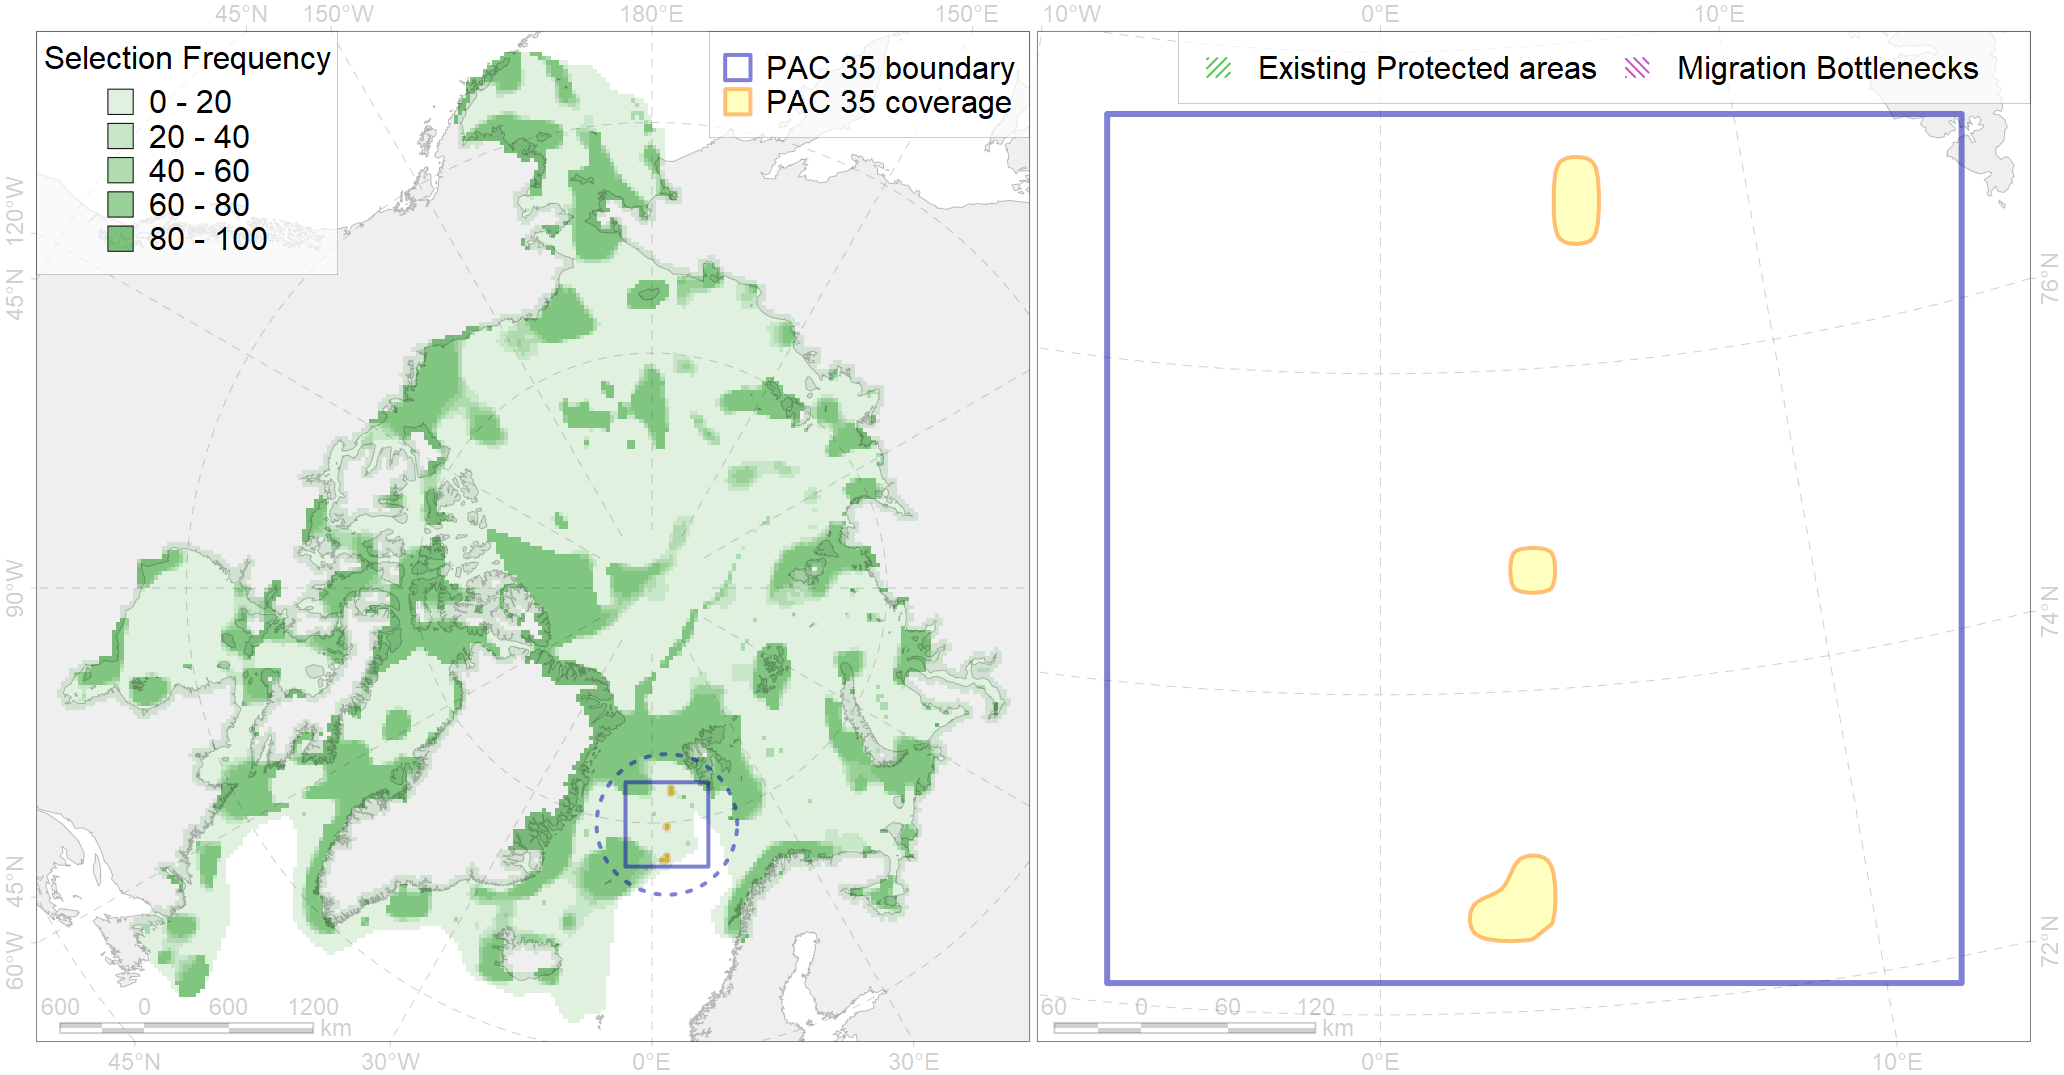 45°N 150°W 180°E 150°E 10°W 0°E 10°E
Selection Frequency
0 - 20
20 - 40
40 - 60
60 - 80
80 - 100
PAC 35 boundary
PAC 35 coverage
Existing Protected areas Migration Bottlenecks
120°W
45°N
90°W
45°N
60°W
76°N
74°N
72°N
600 0 600 1200
km
60 0 60 120
km
45°N 30°W 0°E 30°E 0°E 10°E